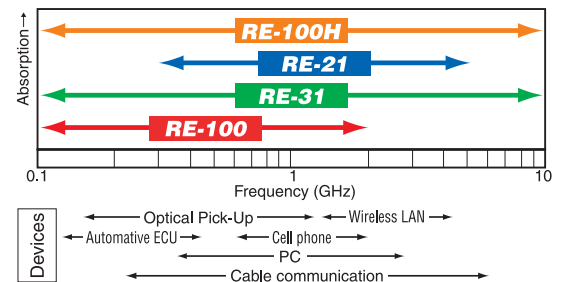 Absorption→
RE-100H
RE-21
RE-31
RE-100
0.1 1 10
Frequency (GHz)
Devices
Optical Pick-Up Wireless LAN
Automative ECU Cell phone
PC
Cable communication